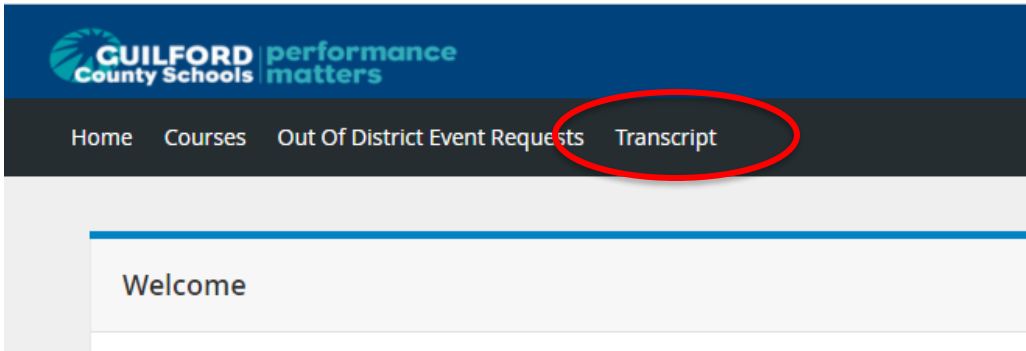 GUILFORD performance
County Schools matters
Home Courses Out Of District Event Requests Transcript
Welcome